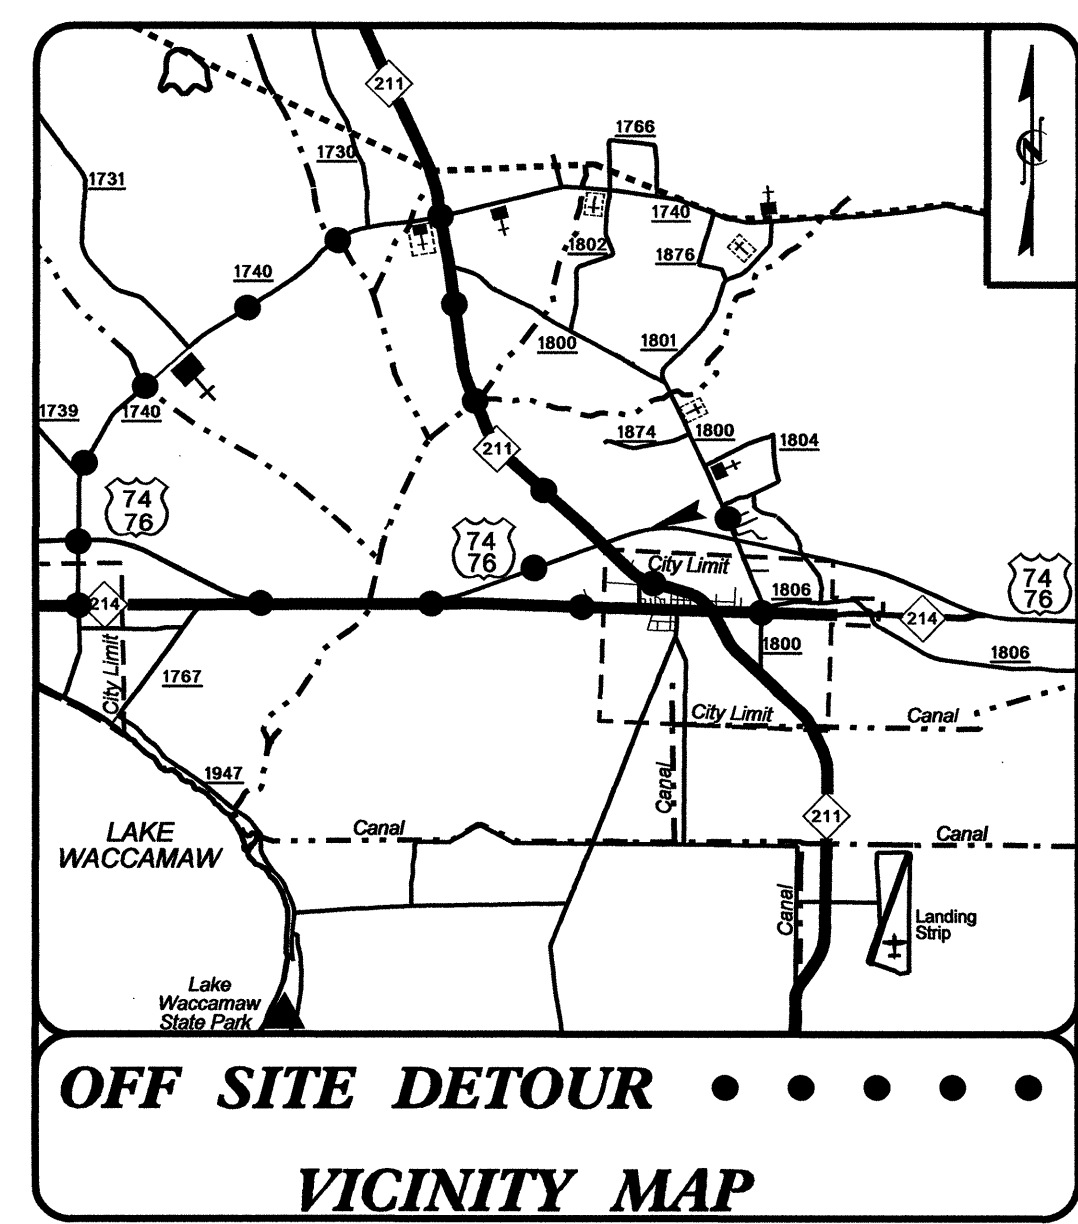 211
N
1766
1730
1731
1740
1802
1876
1740
1800
1801
1739
1740
1874
1800
1804
211
74
76
74
76
City Limit
74
76
1806
214
214
City Limit
1767
1800
1806
City Limit
Canal
1947
Canal
211
LAKE
WACCAMAW
Canal
Canal
Canal
Landing
Strip
Lake
Waccamaw
State Park
OFF SITE DETOUR
VICINITY MAP